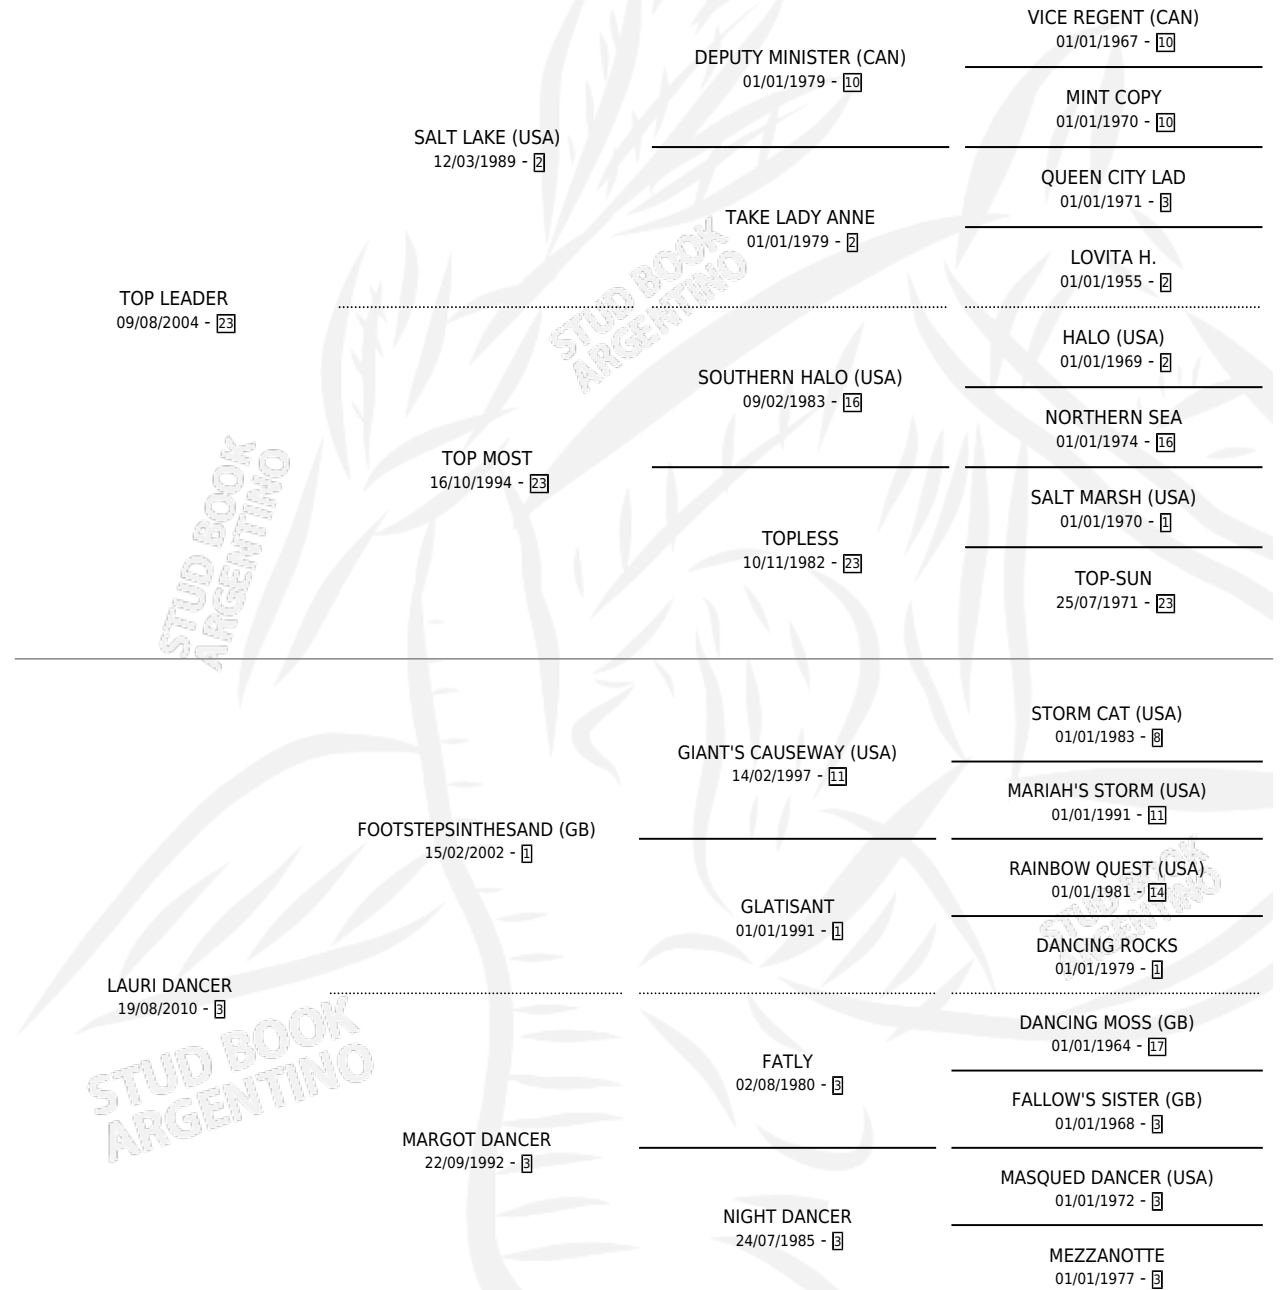 VICE REGENT (CAN)
01/01/1967 - 10
DEPUTY MINISTER (CAN)
01/01/1979 - 10
MINT COPY
01/01/1970 - 10
SALT LAKE (USA)
12/03/1989 - 2
QUEEN CITY LAD
01/01/1971 - 3
TAKE LADY ANNE
01/01/1979 - 2
LOVITA H.
01/01/1955 - 2
TOP LEADER
09/08/2004 - 23
HALO (USA)
01/01/1969 - 2
SOUTHERN HALO (USA)
09/02/1983 - 16
NORTHERN SEA
01/01/1974 - 16
TOP MOST
16/10/1994 - 23
SALT MARSH (USA)
01/01/1970 - 1
TOPLESS
10/11/1982 - 23
TOP-SUN
25/07/1971 - 23
STORM CAT (USA)
01/01/1983 - 8
GIANT'S CAUSEWAY (USA)
14/02/1997 - 11
MARIAH'S STORM (USA)
01/01/1991 - 11
FOOTSTEPSINTHESAND (GB)
15/02/2002 - 1
RAINBOW QUEST (USA)
01/01/1981 - 14
GLATISANT
01/01/1991 - 1
DANCING ROCKS
01/01/1979 - 1
LAURI DANCER
19/08/2010 - 3
DANCING MOSS (GB)
01/01/1964 - 17
FATLY
02/08/1980 - 3
FALLOW'S SISTER (GB)
01/01/1968 - 3
MARGOT DANCER
22/09/1992 - 3
MASQUED DANCER (USA)
01/01/1972 - 3
NIGHT DANCER
24/07/1985 - 3
MEZZANOTTE
01/01/1977 - 3
STUD BOOK
ARGENTINO
STUD BOOK
ARGENTINO
STUD BOOK
ARGENTINO
STUD BOOK
ARGENTINO